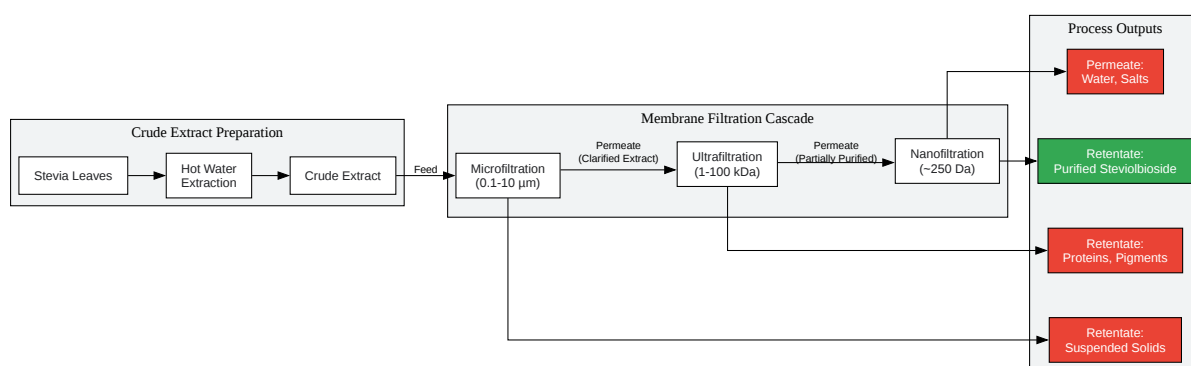 Process Outputs
Permeate:
Water, Salts
Crude Extract Preparation
Stevia Leaves
Hot Water
Extraction
Crude Extract
Feed
Membrane Filtration Cascade
Microfiltration
(0.1-10 µm)
Permeate
(Clarified Extract)
Ultrafiltration
(1-100 kDa)
Permeate
(Partially Purified)
Nanofiltration
(~250 Da)
Retentate:
Purified Steviolbioside
Retentate:
Proteins, Pigments
Retentate:
Suspended Solids